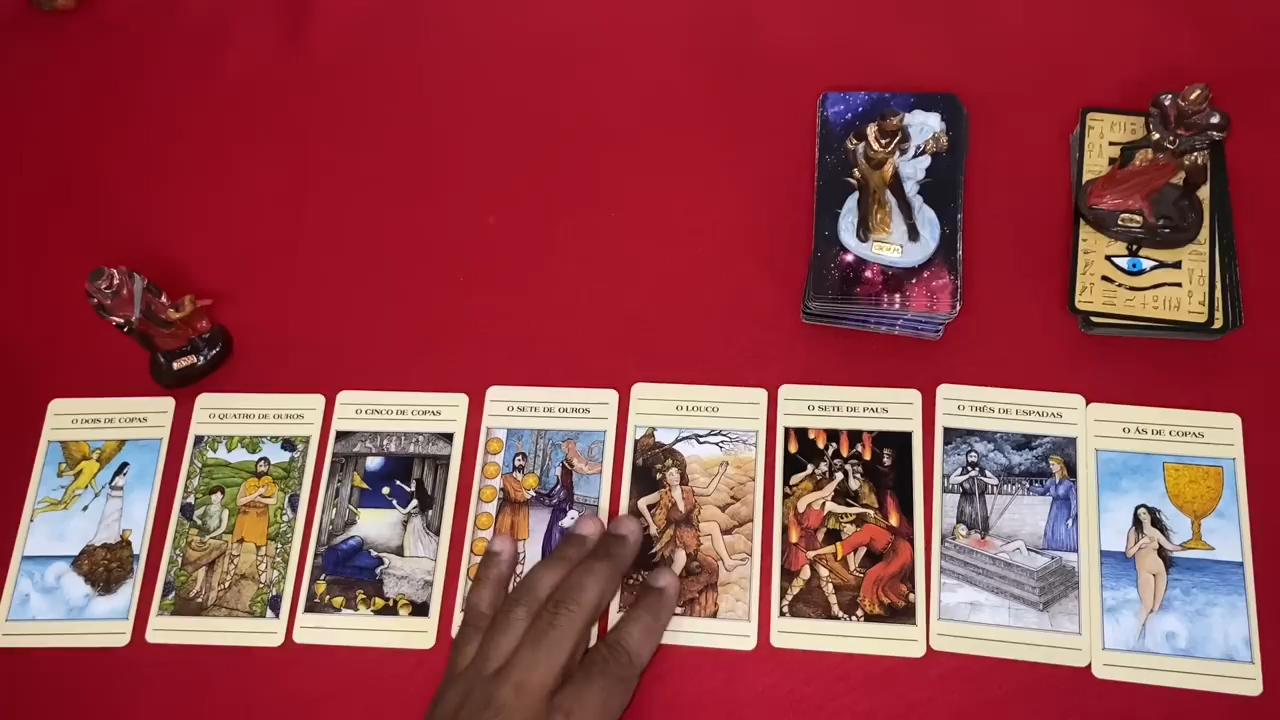 O DOIS DE COPAS
O QUATRO DE OUROS
O CINCO DE COPAS
O SETE DE OUROS
O LOUCO
O SETE DE PAUS
O TRÊS DE ESPADAS
O ÁS DE COPAS